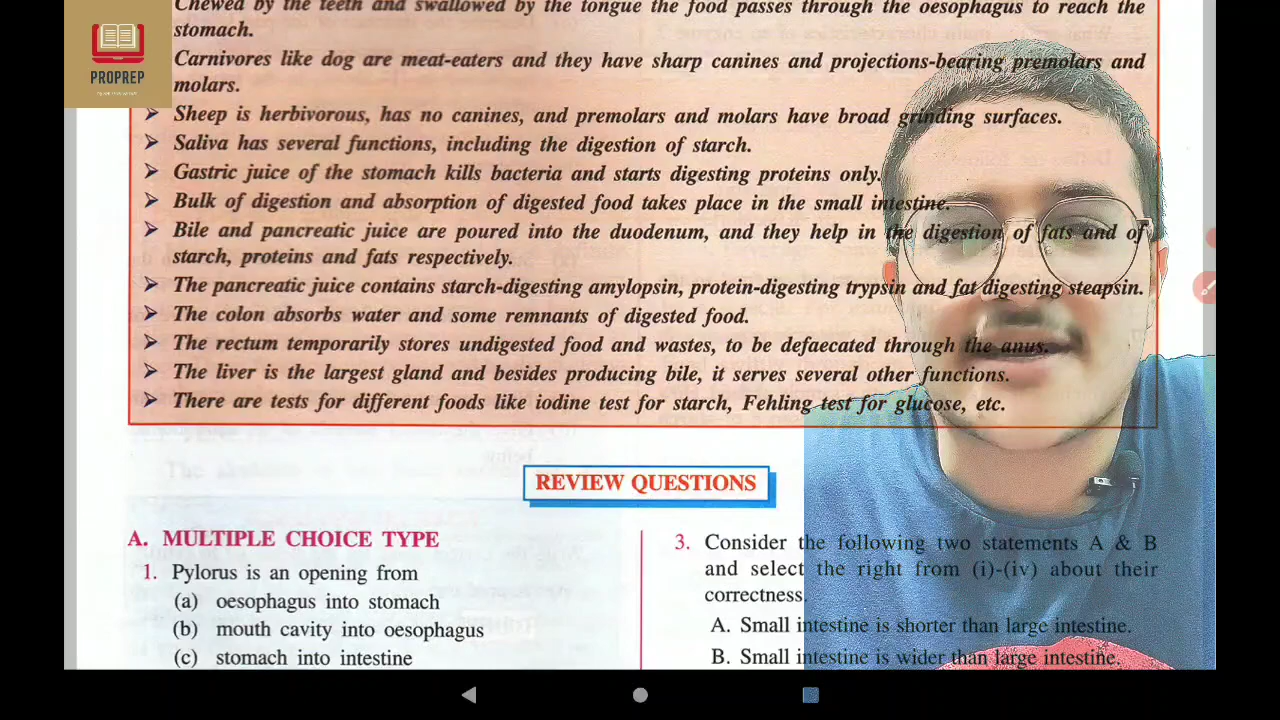 Chewed by the teeth and swallowed by the tongue the food passes through the oesophagus to reach the
stomach.
PROPREP
Carnivores like dog are meat-eaters and they have sharp canines and projections-bearing premolars and
molars.
Sheep is herbivorous, has no canines, and premolars and molars have broad grinding surfaces.
Saliva has several functions, including the digestion of starch.
Gastric juice of the stomach kills bacteria and starts digesting proteins only.
Bulk of digestion and absorption of digested food takes place in the small intestine.
Bile and pancreatic juice are poured into the duodenum, and they help in the digestion of fats and of
starch, proteins and fats respectively.
The pancreatic juice contains starch-digesting amylopsin, protein-digesting trypsin and fat digesting steapsin.
The colon absorbs water and some remnants of digested food.
The rectum temporarily stores undigested food and wastes, to be defaecated through the anus.
The liver is the largest gland and besides producing bile, it serves several other functions.
There are tests for different foods like iodine test for starch, Fehling test for glucose, etc.
REVIEW QUESTIONS
A. MULTIPLE CHOICE TYPE
1. Pylorus is an opening from
(a) oesophagus into stomach
(b) mouth cavity into oesophagus
(c) stomach into intestine
3. Consider the following two statements A & B
and select the right from (i)-(iv) about their
correctness.
A. Small intestine is shorter than large intestine.
B. Small intestine is wider than large intestine.